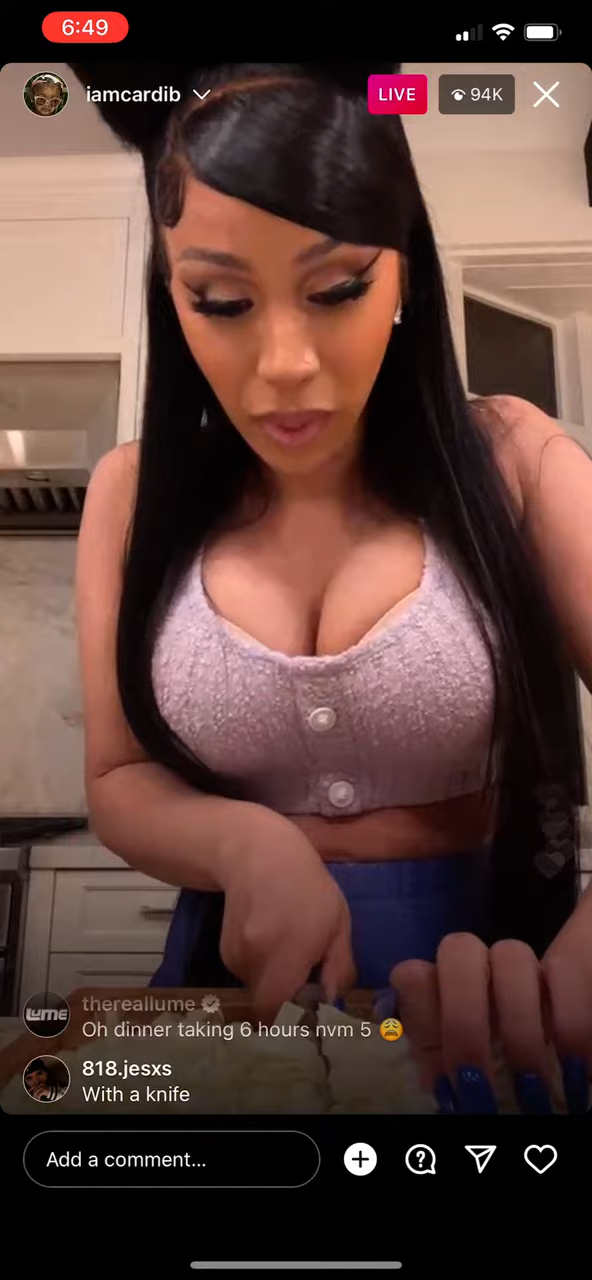 6:49
iamcardib
LIVE
94K
LUME
thereallume
Oh dinner taking 6 hours nvm 5 😩
818.jesxs
With a knife
Add a comment...